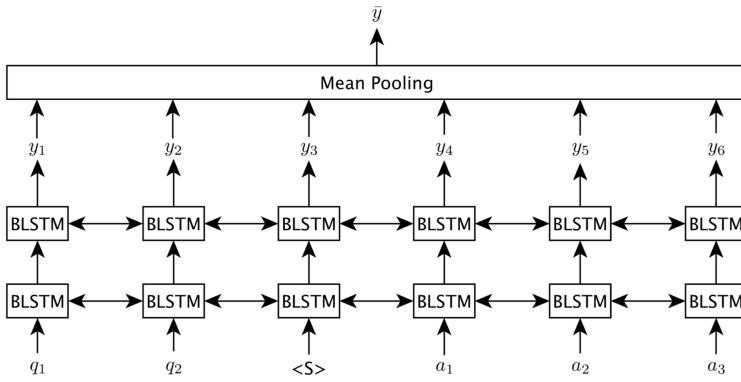 ȳ
Mean Pooling
y₁ y₂ y₃ y₄ y₅ y₆
BLSTM BLSTM BLSTM BLSTM BLSTM BLSTM
BLSTM BLSTM BLSTM BLSTM BLSTM BLSTM
q₁ q₂ <S> a₁ a₂ a₃